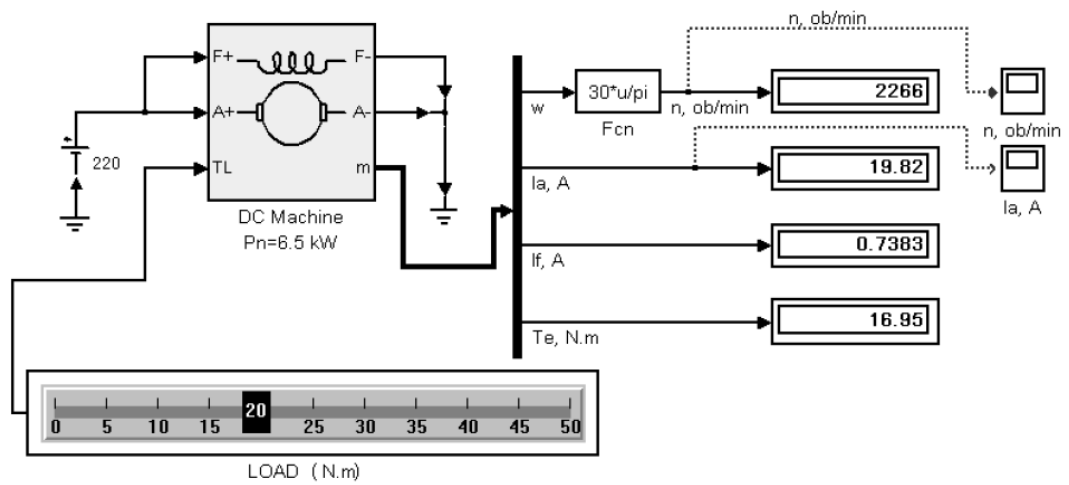 n, ob/min
F+
F-
A+
A-
TL
m
220
DC Machine
Pn=6.5 kW
w
30*u/pi
Fcn
n, ob/min
2266
n, ob/min
Ia, A
19.82
Ia, A
If, A
0.7383
Te, N.m
16.95
20
0 5 10 15 25 30 35 40 45 50
LOAD ( N.m)